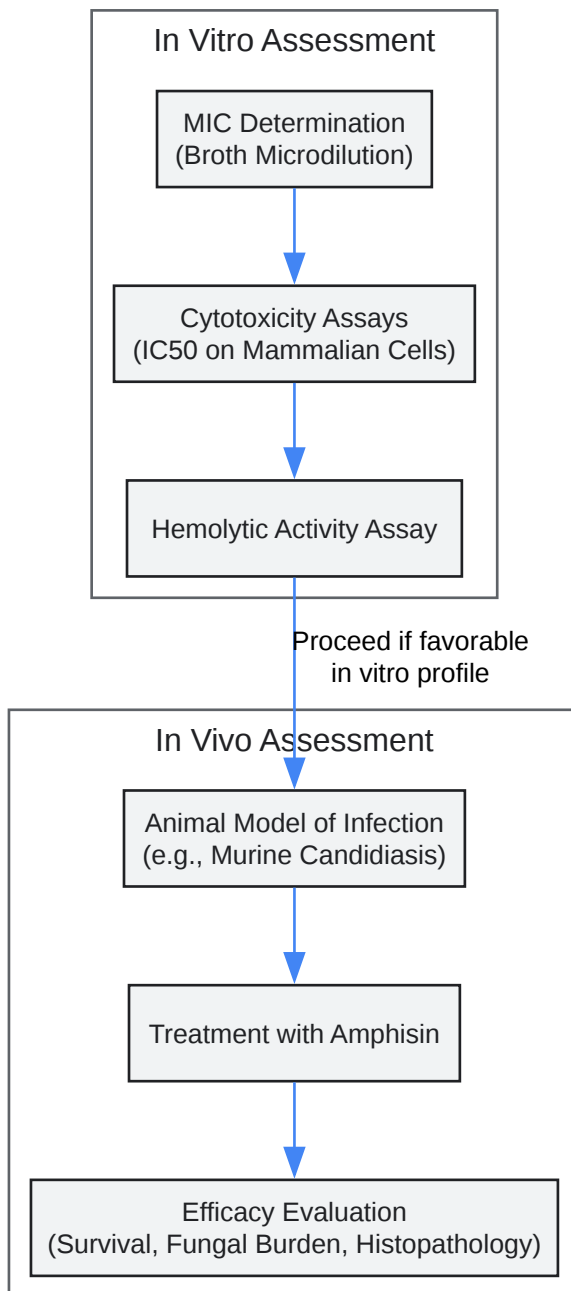 In Vitro Assessment
MIC Determination
(Broth Microdilution)
Cytotoxicity Assays
(IC50 on Mammalian Cells)
Hemolytic Activity Assay
Proceed if favorable
in vitro profile
In Vivo Assessment
Animal Model of Infection
(e.g., Murine Candidiasis)
Treatment with Amphisin
Efficacy Evaluation
(Survival, Fungal Burden, Histopathology)